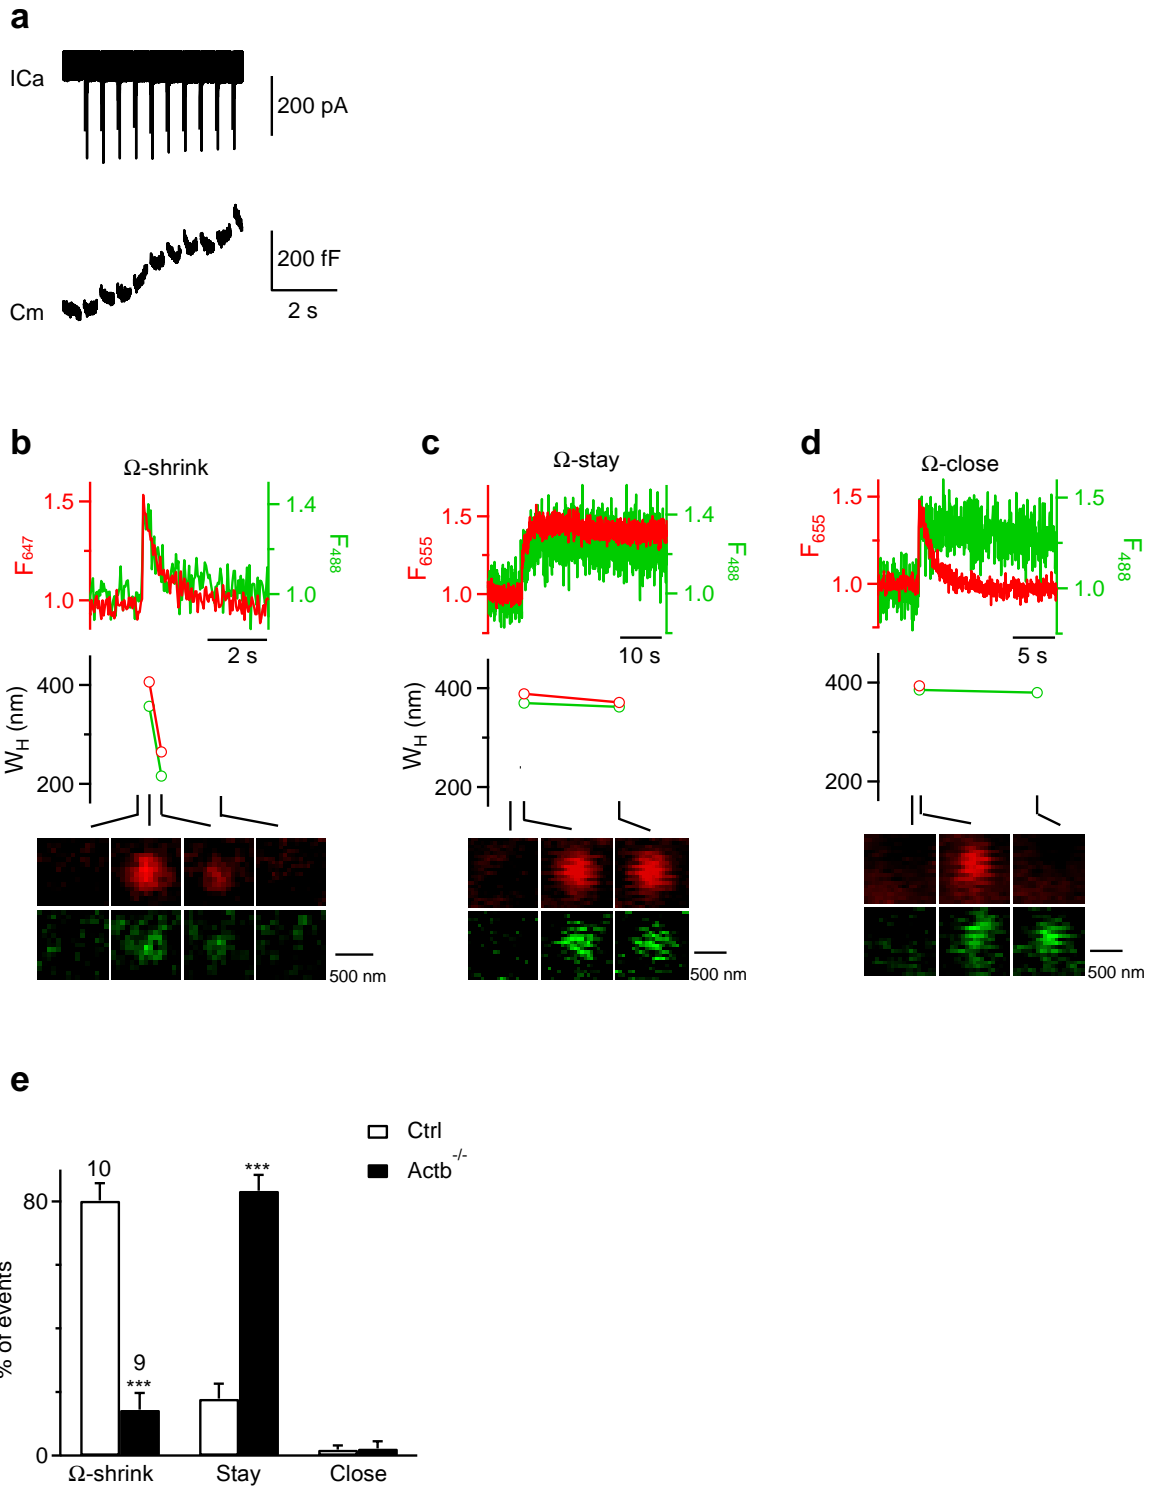 a
ICa
200 pA
200 fF
Cm
2 s
b
c
d
Ω-shrink
Ω-stay
Ω-close
1.5
1.0
F647
1.4
1.0
F488
2 s
1.5
1.0
F655
1.4
1.0
F488
10 s
1.5
1.0
F655
1.5
1.0
F488
5 s
WH (nm)
400
200
WH (nm)
400
200
400
200
500 nm
500 nm
500 nm
e
Ctrl
Actb-/-
% of events
80
0
10
9
***
***
Ω-shrink
Stay
Close